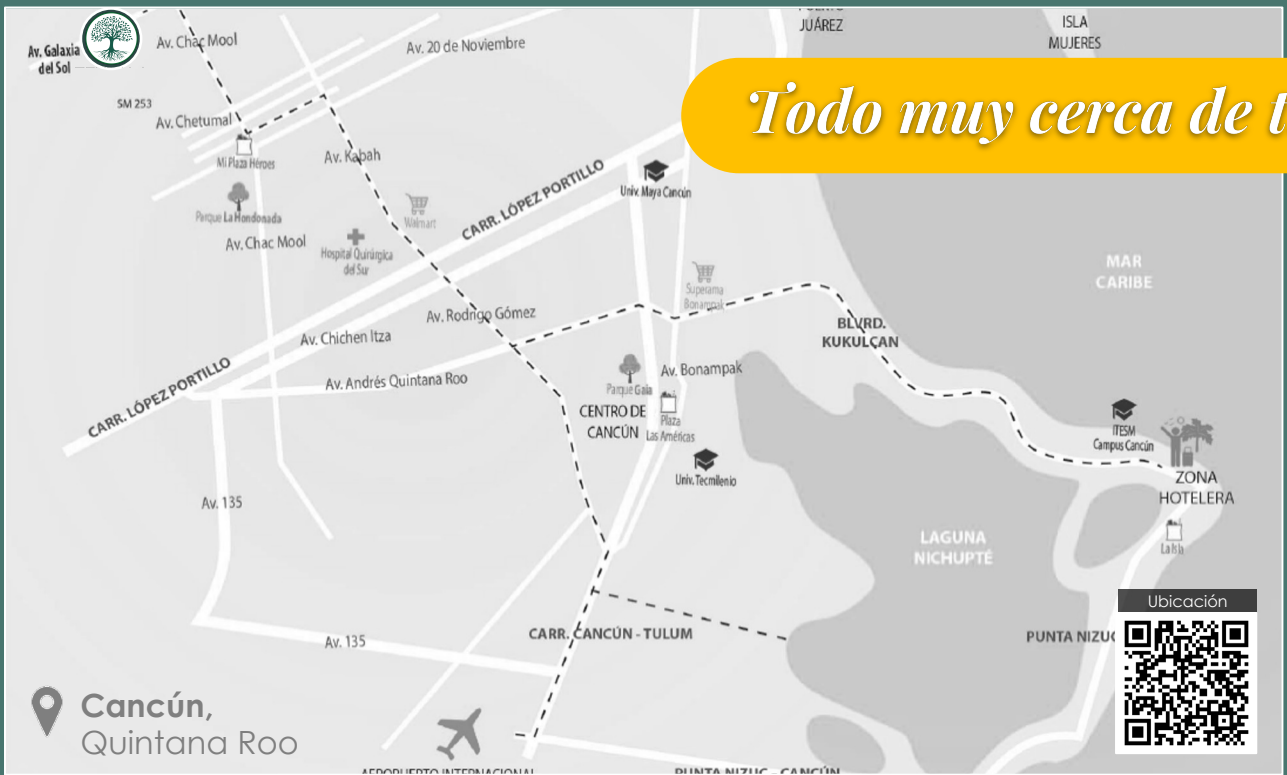 JUÁREZ
ISLA
MUJERES
Av. Galaxia
del Sol
Av. Chac Mool
Av. 20 de Noviembre
Todo muy cerca de t
SM 253
Av. Chetumal
Mi Plaza Héroes
Av. Kabah
CARR. LÓPEZ PORTILLO
Univ. Maya Cancún
Parque La Hondonada
Walmart
Av. Chac Mool
Hospital Quirúrgica
del Sur
MAR
CARIBE
Superama
Bonampak
Av. Rodrigo Gómez
Av. Chichen Itza
BLVRD.
KUKULÇAN
CARR. LÓPEZ PORTILLO
Av. Andrés Quintana Roo
Av. Bonampak
Parque Gaia
CENTRO DE
CANCÚN
Plaza
Las Américas
ITESM
Campus Cancún
Univ. Tecmilenio
ZONA
HOTELERA
Av. 135
LAGUNA
NICHUPTÉ
La Isla
Ubicación
CARR. CANCÚN - TULUM
PUNTA NIZUC
Av. 135
Cancún,
Quintana Roo
AEROPUERTO INTERNACIONAL
PUNTA NIZUC - CANCÚN